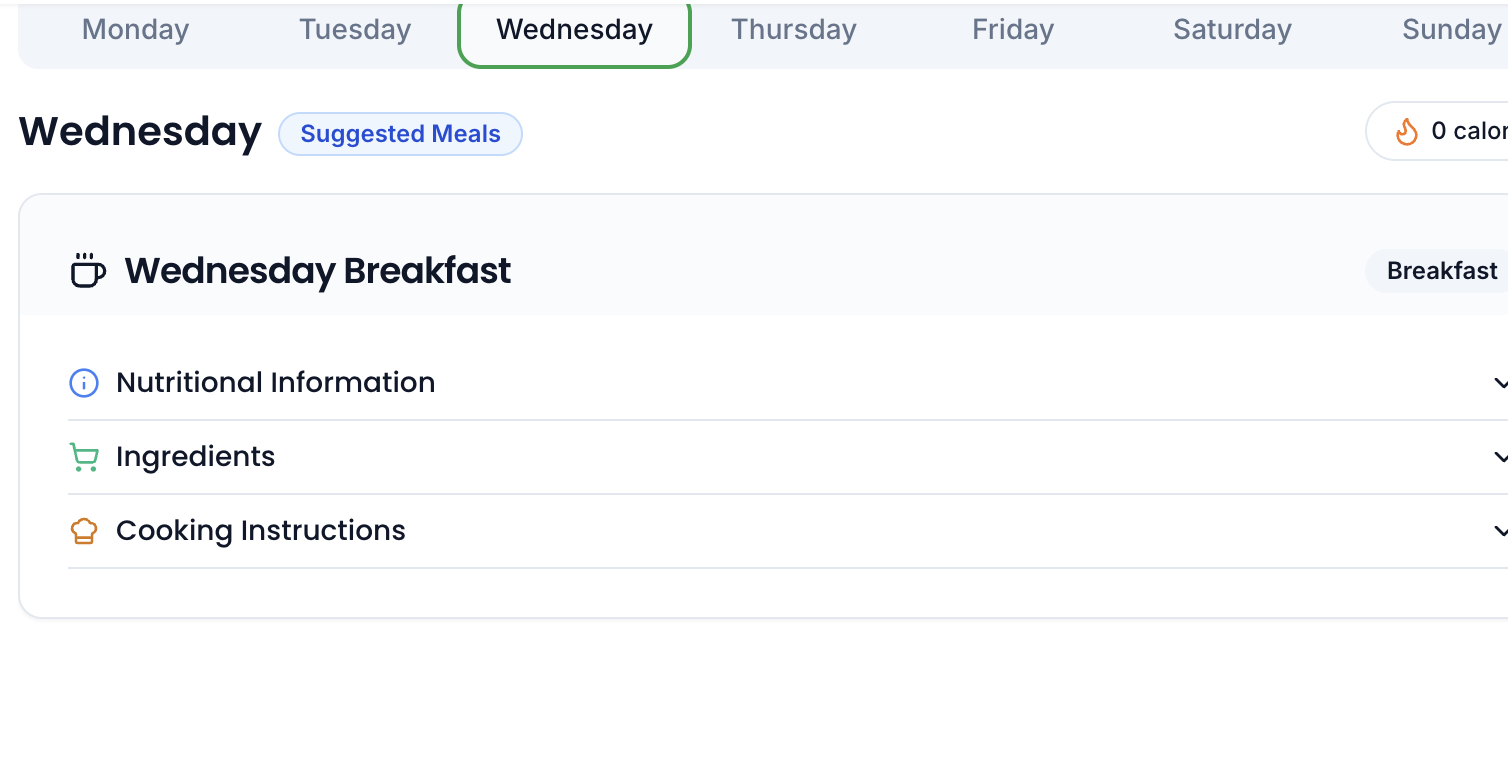 Monday Tuesday Wednesday Thursday Friday Saturday Sunday
Wednesday Suggested Meals 0 calor
Wednesday Breakfast Breakfast
Nutritional Information
Ingredients
Cooking Instructions